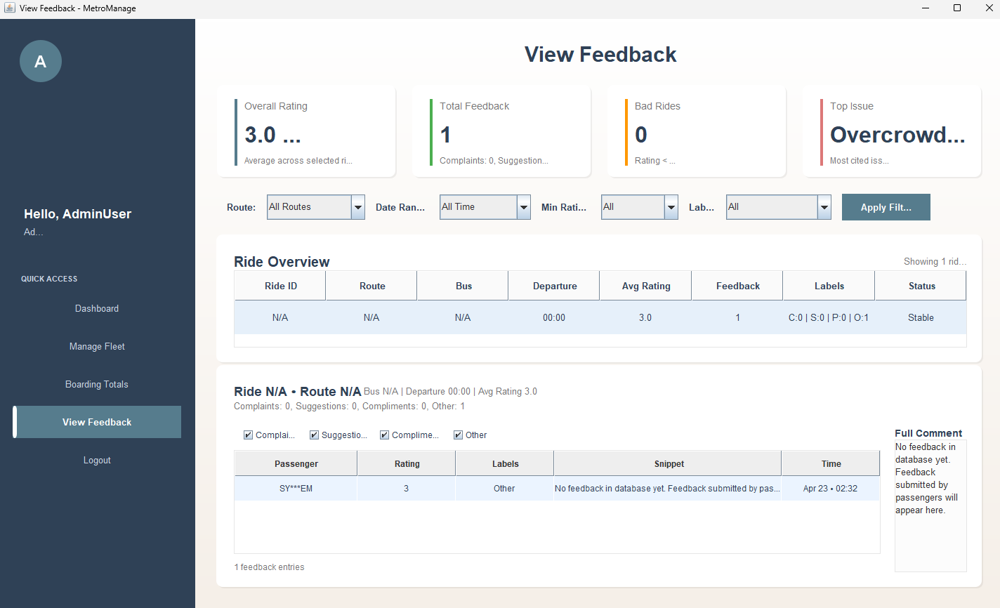 View Feedback - MetroManage
A
Hello, AdminUser
Ad...
QUICK ACCESS
Dashboard
Manage Fleet
Boarding Totals
View Feedback
Logout
View Feedback
Overall Rating
3.0 ...
Average across selected ri...
Total Feedback
1
Complaints: 0, Suggestion...
Bad Rides
0
Rating < ...
Top Issue
Overcrowd...
Most cited iss...
Route: All Routes Date Ran... All Time Min Rati... All Lab... All Apply Filt...
Ride Overview Showing 1 rid...
Ride ID Route Bus Departure Avg Rating Feedback Labels Status
N/A N/A N/A 00:00 3.0 1 C:0 | S:0 | P:0 | O:1 Stable
Ride N/A • Route N/A Bus N/A | Departure 00:00 | Avg Rating 3.0
Complaints: 0, Suggestions: 0, Compliments: 0, Other: 1
Complai... Suggestio... Complime... Other
Passenger Rating Labels Snippet Time
SY***EM 3 Other No feedback in database yet. Feedback submitted by pas... Apr 23 • 02:32
1 feedback entries
Full Comment
No feedback in
database yet.
Feedback
submitted by
passengers will
appear here.